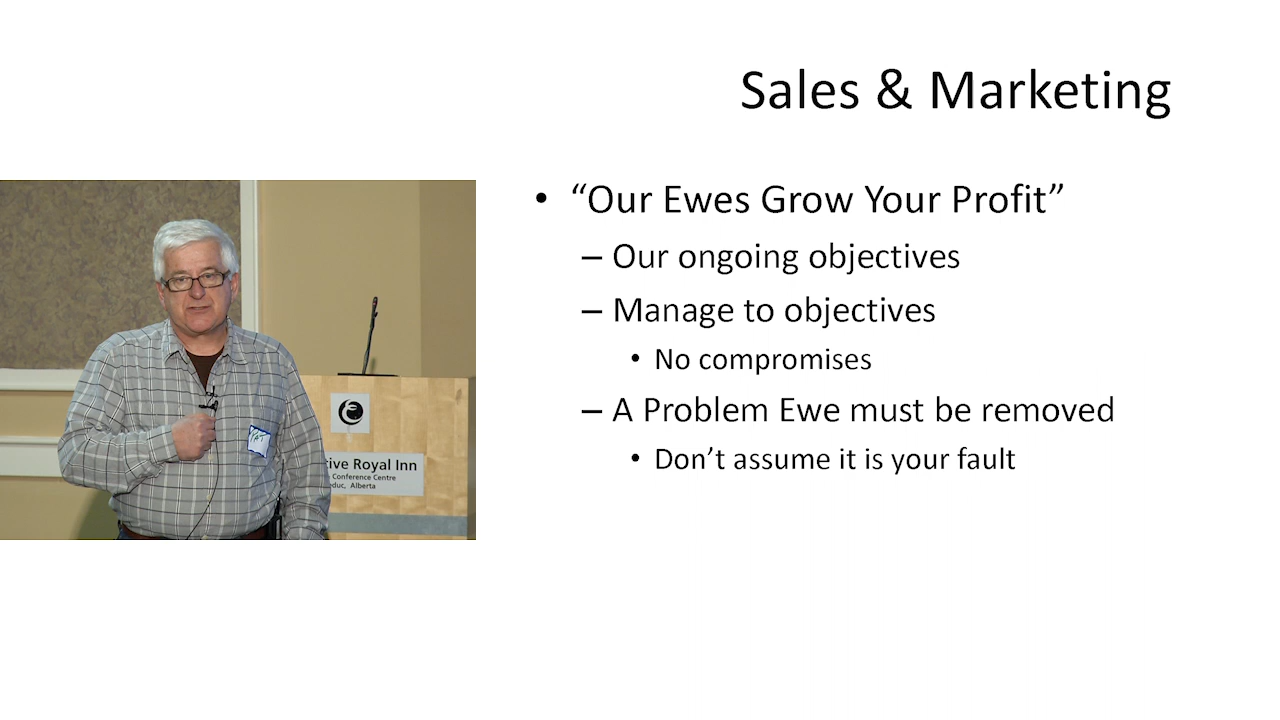 Sales & Marketing
• “Our Ewes Grow Your Profit”
– Our ongoing objectives
– Manage to objectives
• No compromises
– A Problem Ewe must be removed
• Don’t assume it is your fault
PAT
Royal Inn
Conference Centre
Alberta